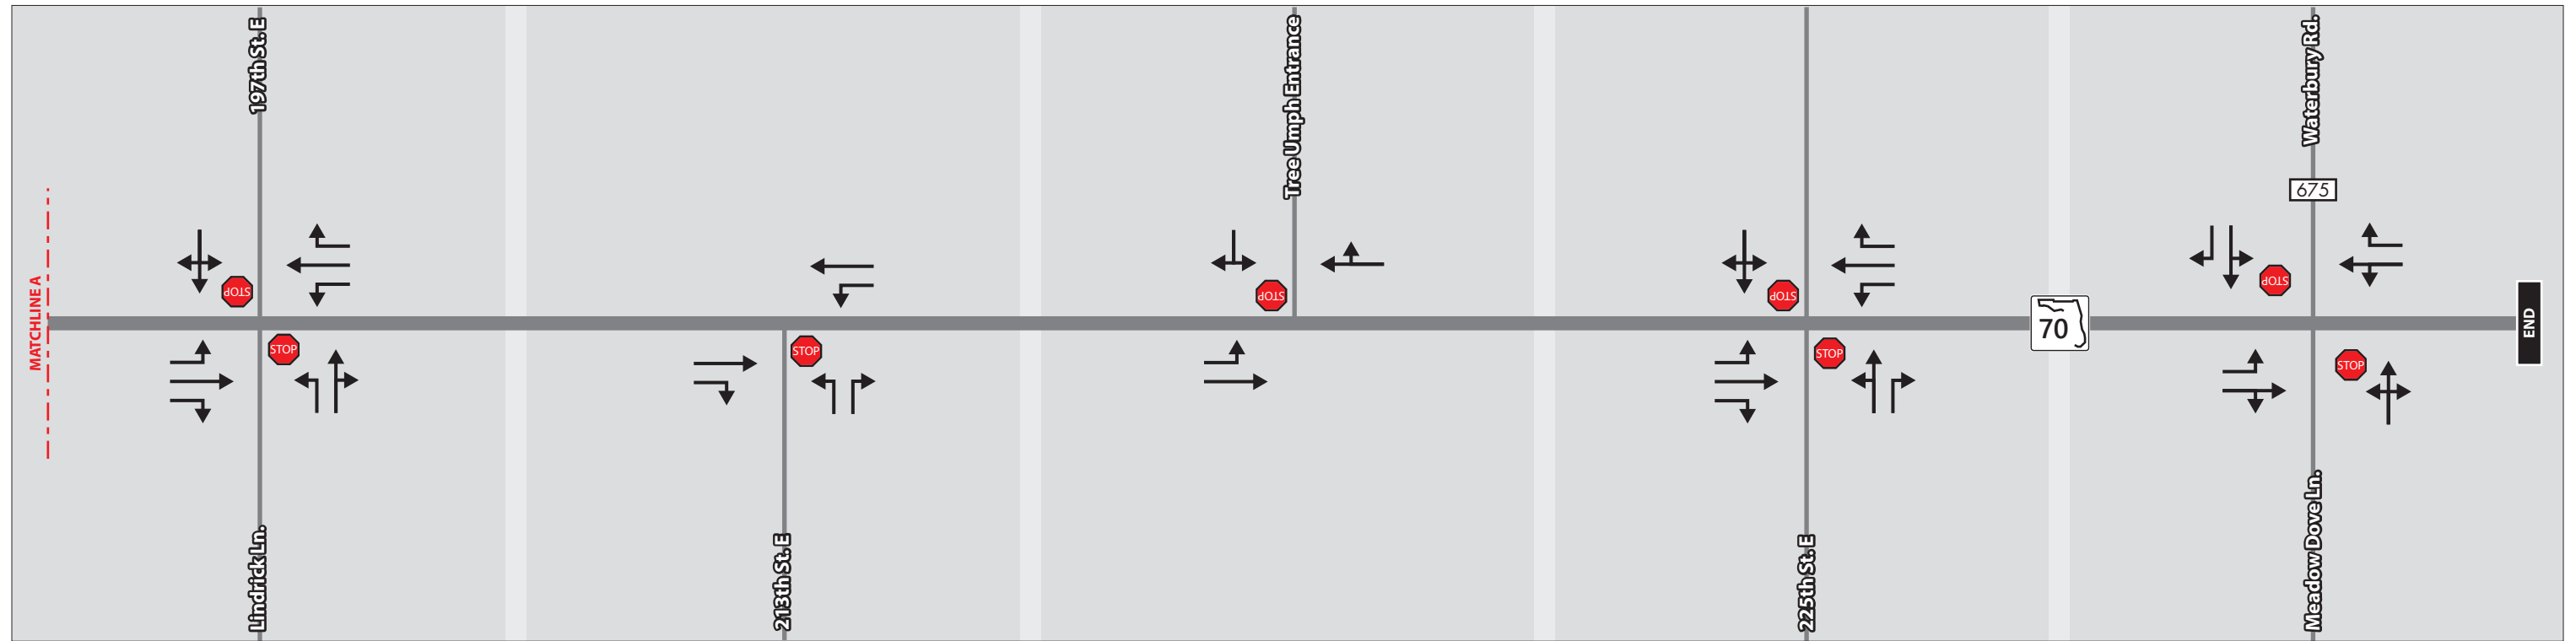 197th St. E
Tree Umph Entrance
Waterbury Rd.
675
STOP
STOP
STOP
STOP
MATCHLINE A
70
END
STOP
STOP
STOP
STOP
Lindrick Ln.
213th St. E
225th St. E
Meadow Dove Ln.